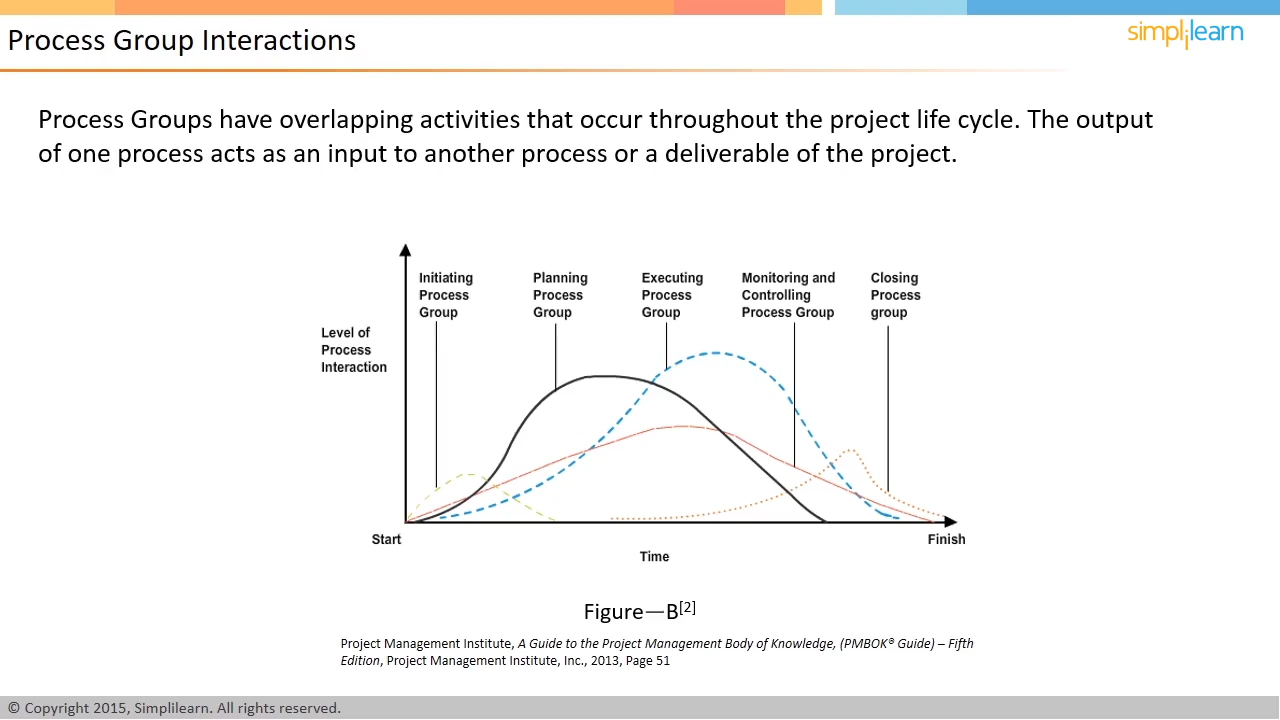 Process Group Interactions
simplilearn
Process Groups have overlapping activities that occur throughout the project life cycle. The output
of one process acts as an input to another process or a deliverable of the project.
Initiating
Process
Group
Planning
Process
Group
Executing
Process
Group
Monitoring and
Controlling
Process Group
Closing
Process
group
Level of
Process
Interaction
Start
Finish
Time
Figure—B[2]
Project Management Institute, A Guide to the Project Management Body of Knowledge, (PMBOK® Guide) – Fifth
Edition, Project Management Institute, Inc., 2013, Page 51
© Copyright 2015, Simplilearn. All rights reserved.